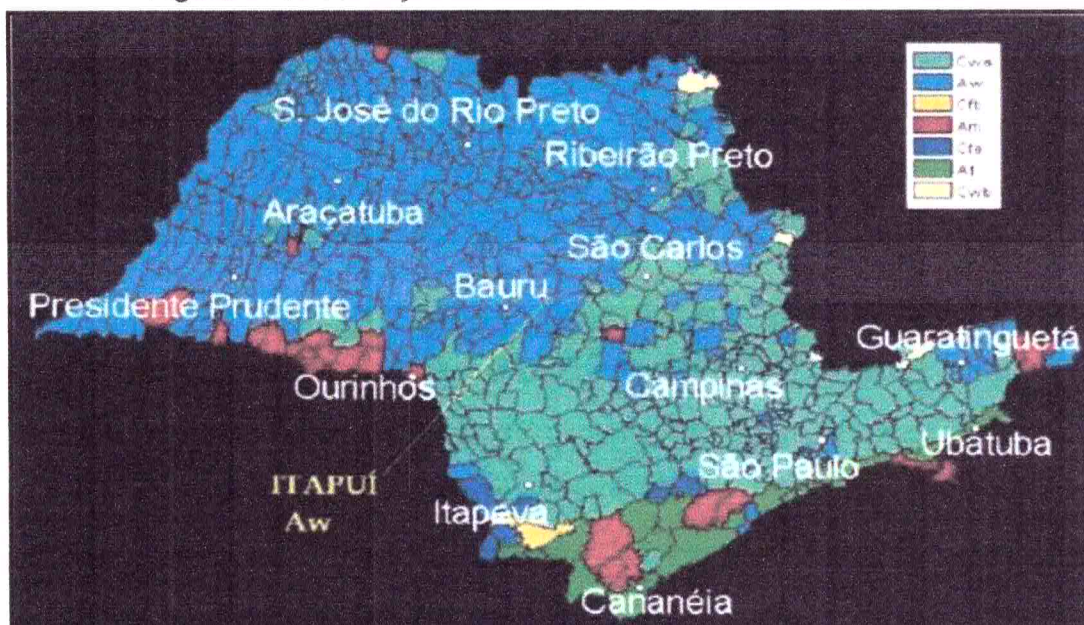 Cwa
Aw
Cfb
Am
Cfa
Af
Cwb
S. José do Rio Preto
Ribeirão Preto
Araçatuba
São Carlos
Bauru
Presidente Prudente
Guaratinguetá
Ourinhos
Campinas
Ubatuba
São Paulo
ITAPUÍ
Aw
Itapeva
Cananéia